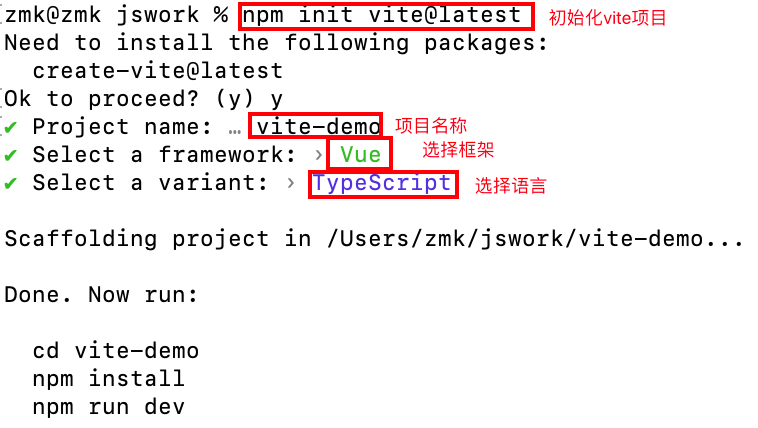 zmk@zmk jswork % npm init vite@latest 初始化vite项目
Need to install the following packages:
  create-vite@latest
Ok to proceed? (y) y
✔ Project name: … vite-demo 项目名称
✔ Select a framework: › Vue 选择框架
✔ Select a variant: › TypeScript 选择语言
Scaffolding project in /Users/zmk/jswork/vite-demo...
Done. Now run:
  cd vite-demo
  npm install
  npm run dev